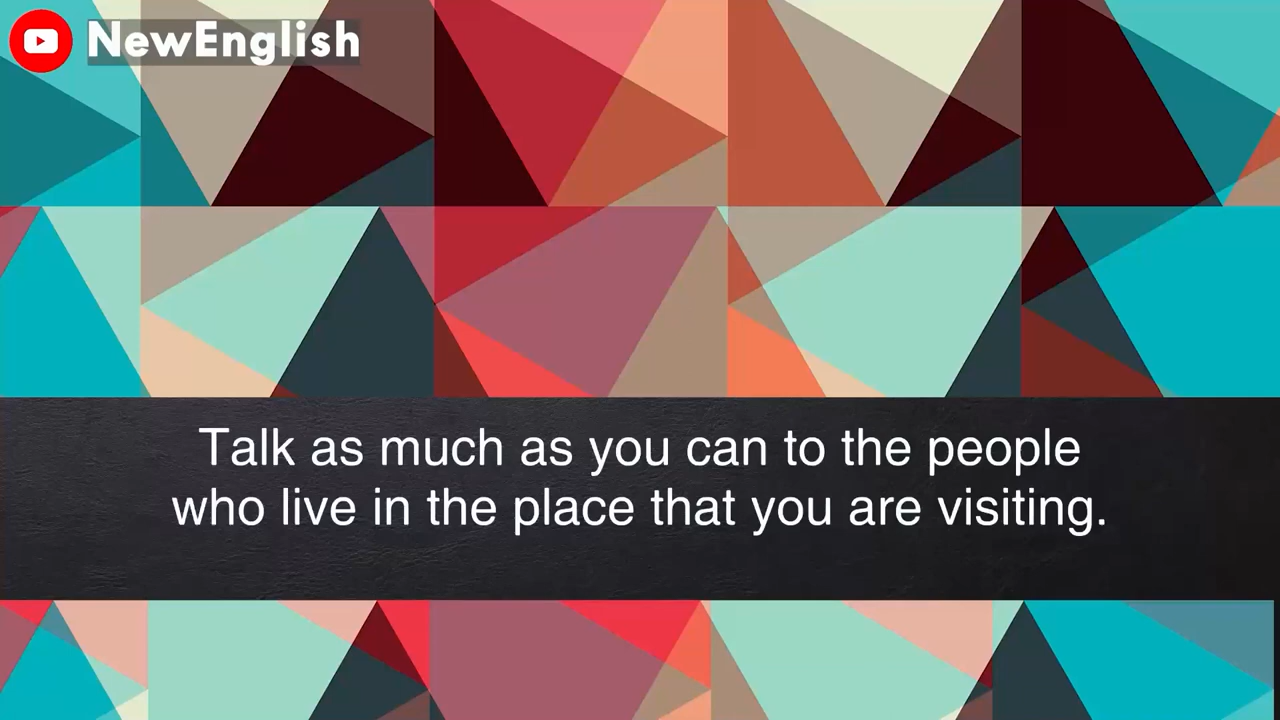 NewEnglish
Talk as much as you can to the people
who live in the place that you are visiting.